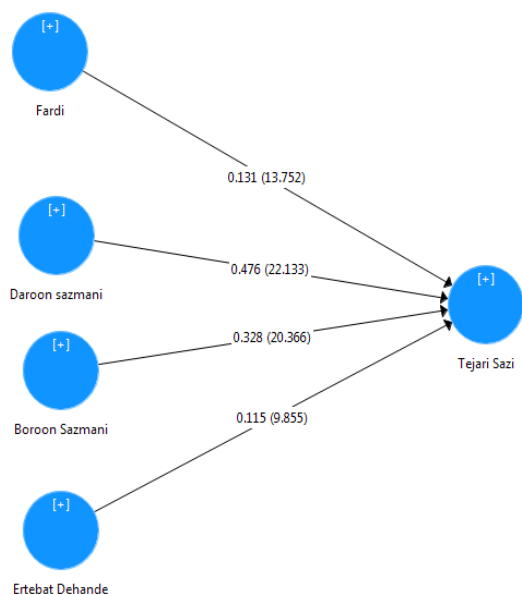 [+]
Fardi
0.131 (13.752)
[+]
Daroon sazmani
0.476 (22.133)
[+]
Tejari Sazi
0.328 (20.366)
[+]
Boroon Sazmani
0.115 (9.855)
[+]
Ertebat Dehande